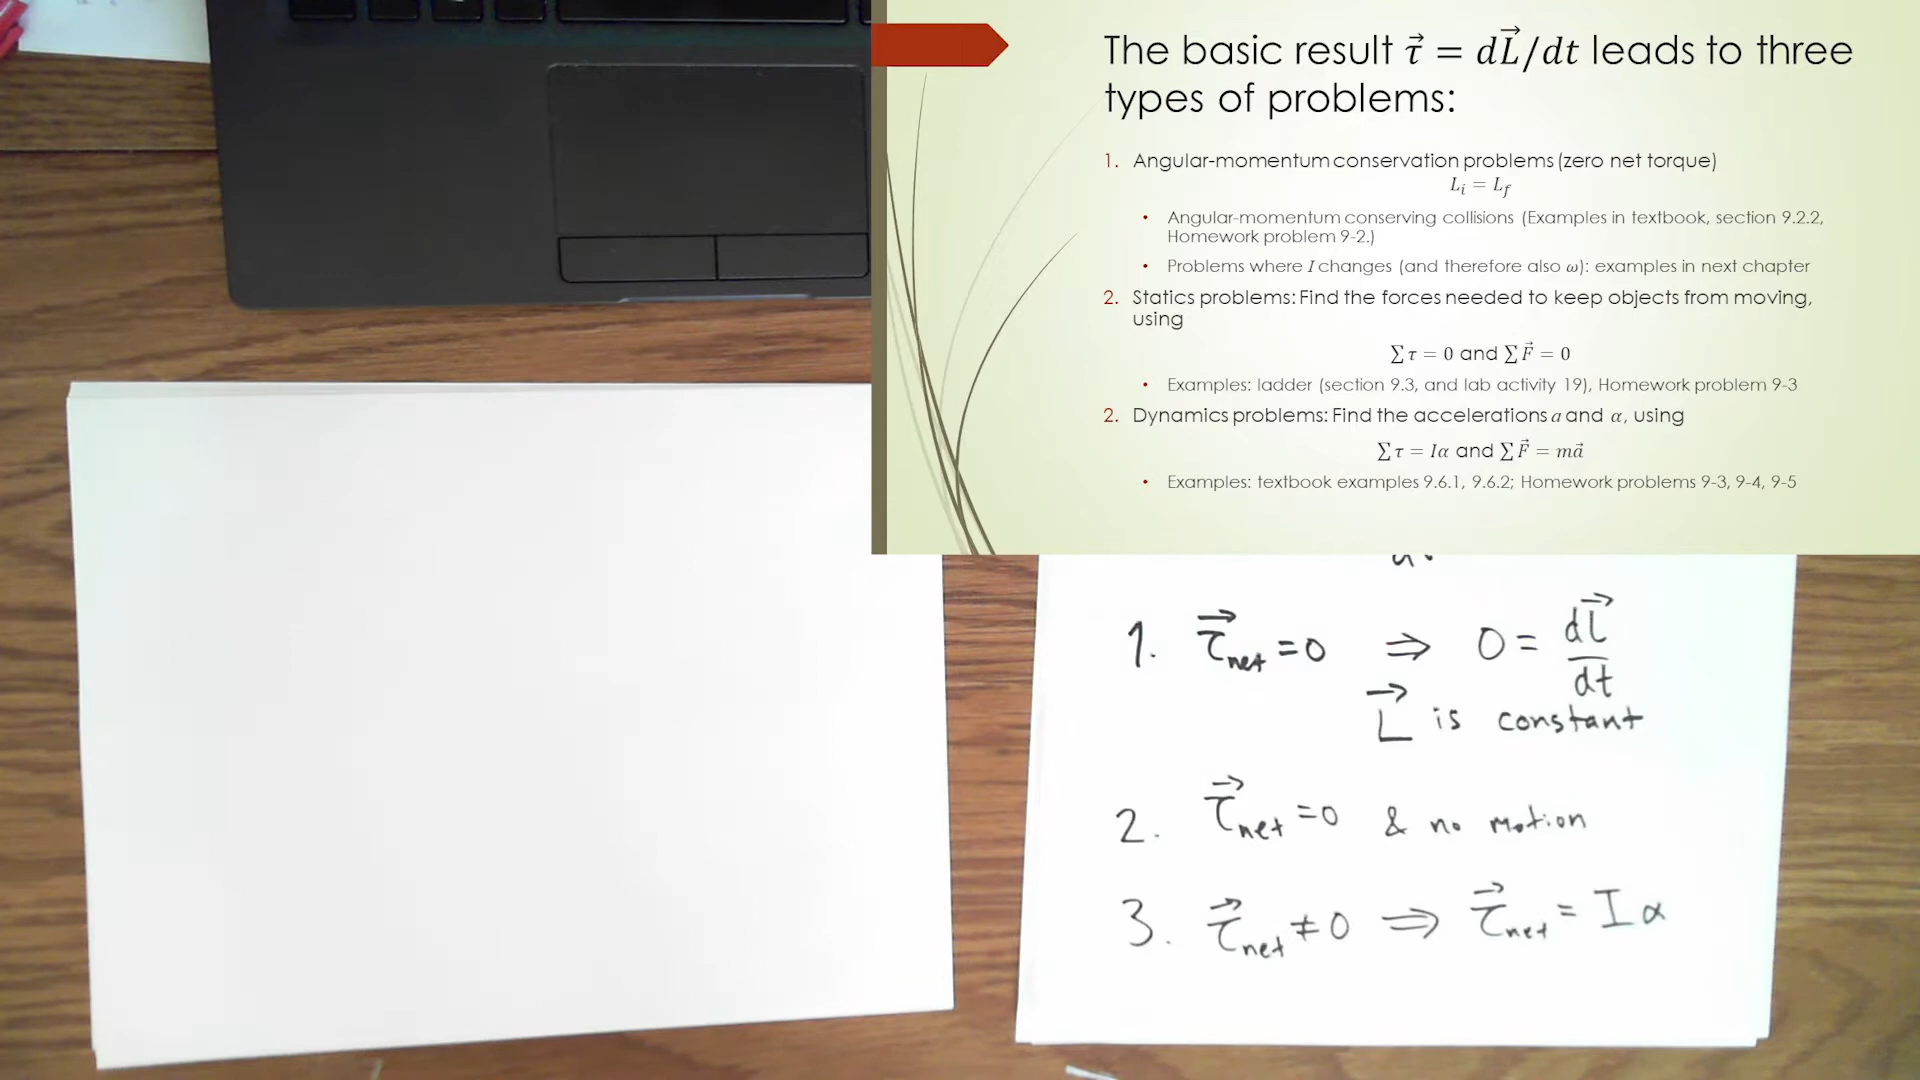 The basic result τ⃗ = dL⃗/dt leads to three
types of problems:
1. Angular-momentum conservation problems (zero net torque)
Lᵢ = L_f
• Angular-momentum conserving collisions (Examples in textbook, section 9.2.2,
Homework problem 9-2.)
• Problems where I changes (and therefore also ω): examples in next chapter
2. Statics problems: Find the forces needed to keep objects from moving,
using
∑τ = 0 and ∑F⃗ = 0
• Examples: ladder (section 9.3, and lab activity 19), Homework problem 9-3
2. Dynamics problems: Find the accelerations a and α, using
∑τ = Iα and ∑F⃗ = ma⃗
• Examples: textbook examples 9.6.1, 9.6.2; Homework problems 9-3, 9-4, 9-5
1. τ⃗net = 0 ⇒ 0 = dL⃗/dt
L⃗ is constant
2. τ⃗net = 0 & no motion
3. τ⃗net ≠ 0 ⇒ τ⃗net = Iα